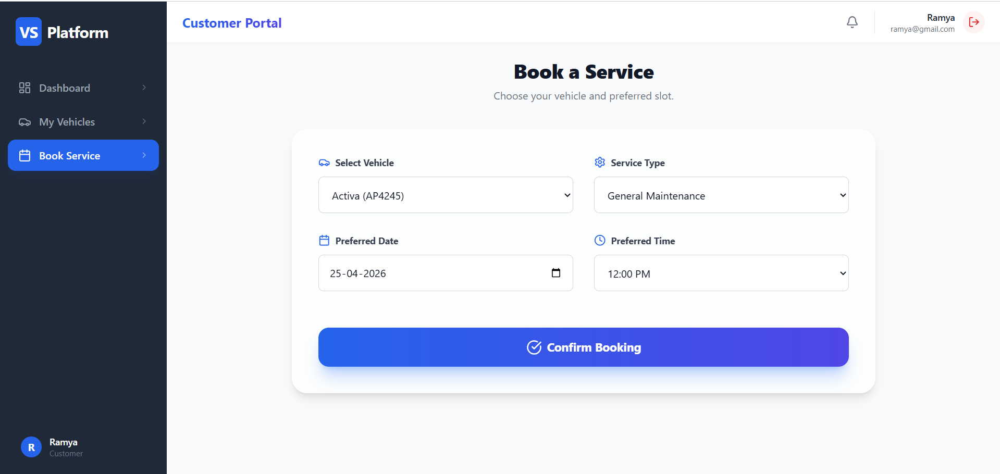 VS Platform
Dashboard
My Vehicles
Book Service
Ramya
Customer
R
Customer Portal
Ramya
ramya@gmail.com
Book a Service
Choose your vehicle and preferred slot.
Select Vehicle
Activa (AP4245)
Service Type
General Maintenance
Preferred Date
25-04-2026
Preferred Time
12:00 PM
Confirm Booking